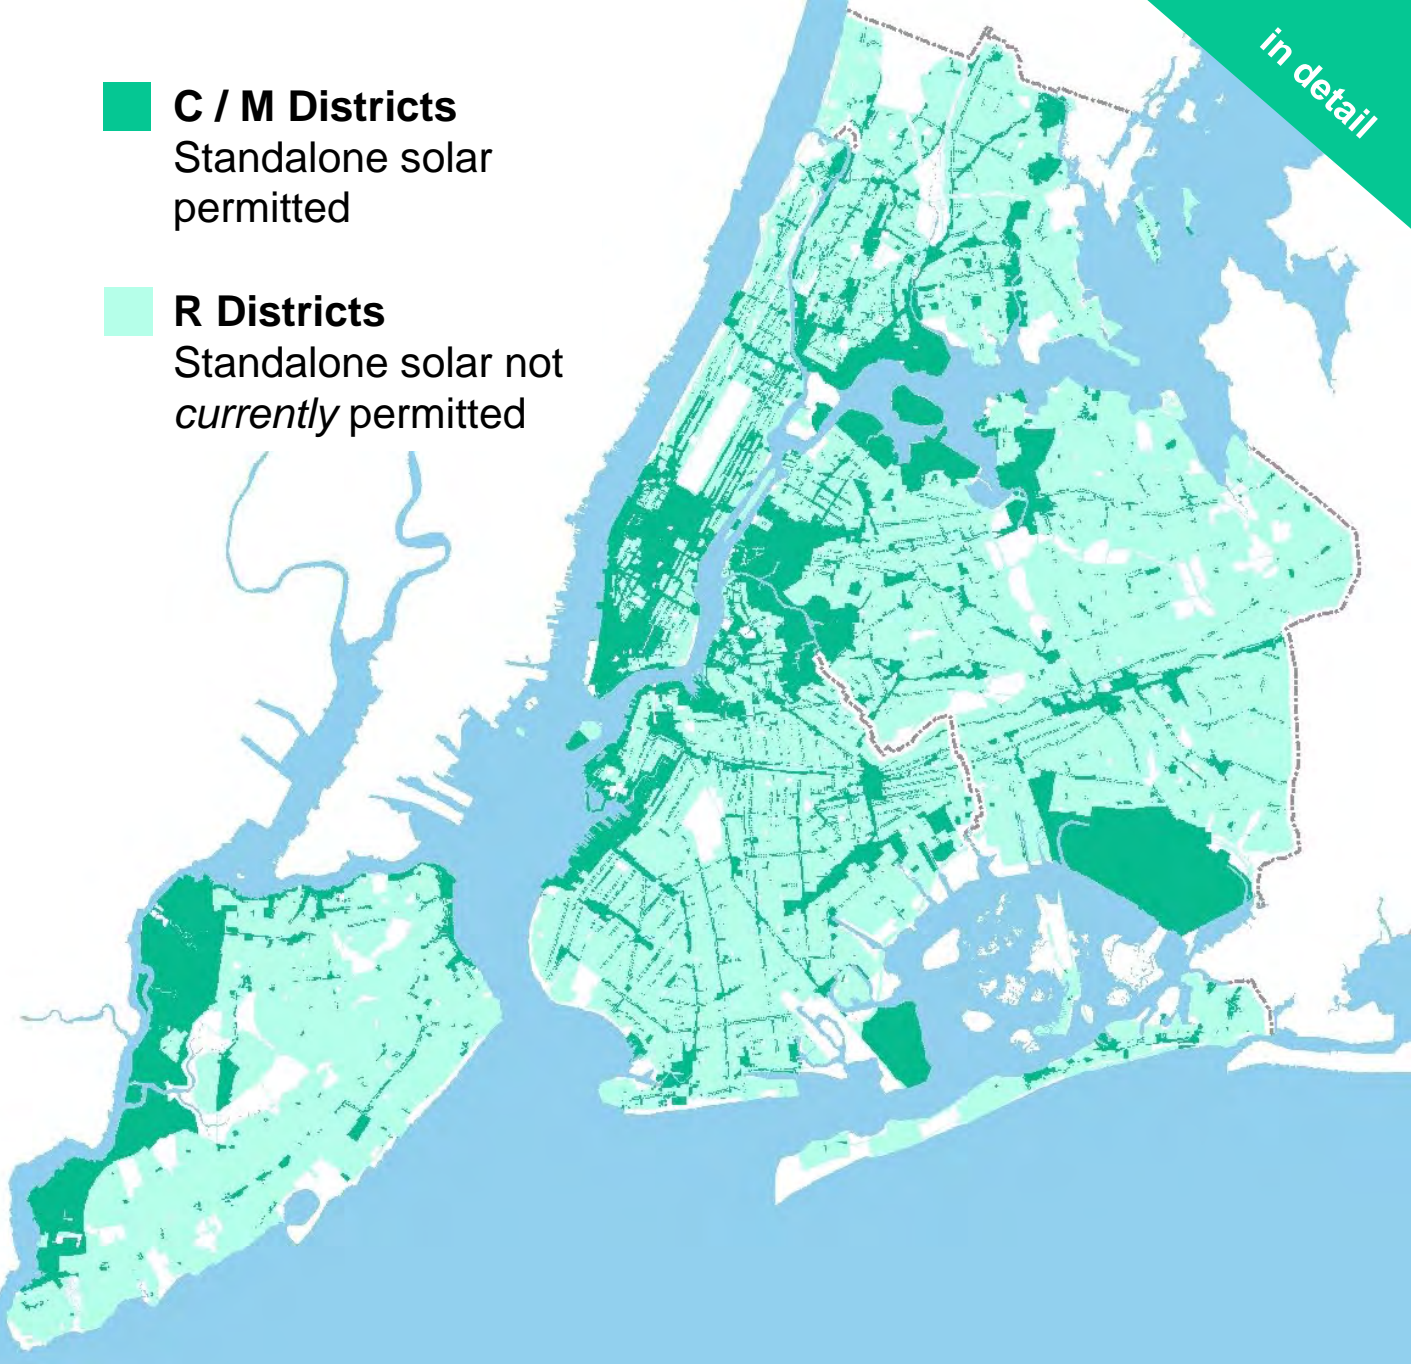 C / M Districts
Standalone solar
permitted
R Districts
Standalone solar not
currently permitted
in detail